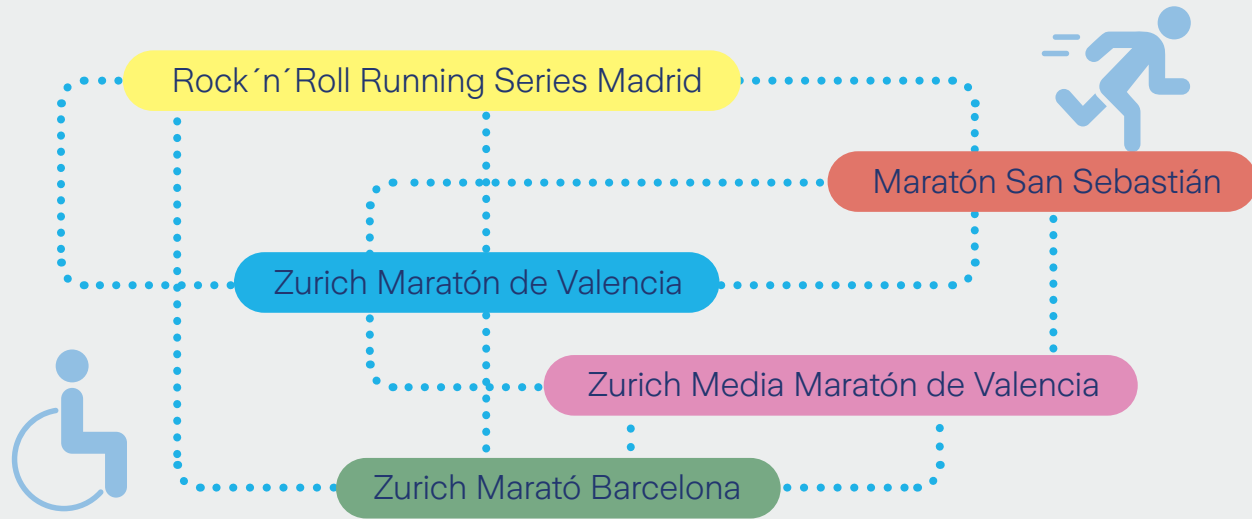 Rock´n´Roll Running Series Madrid
Maratón San Sebastián
Zurich Maratón de Valencia
Zurich Media Maratón de Valencia
Zurich Marató Barcelona